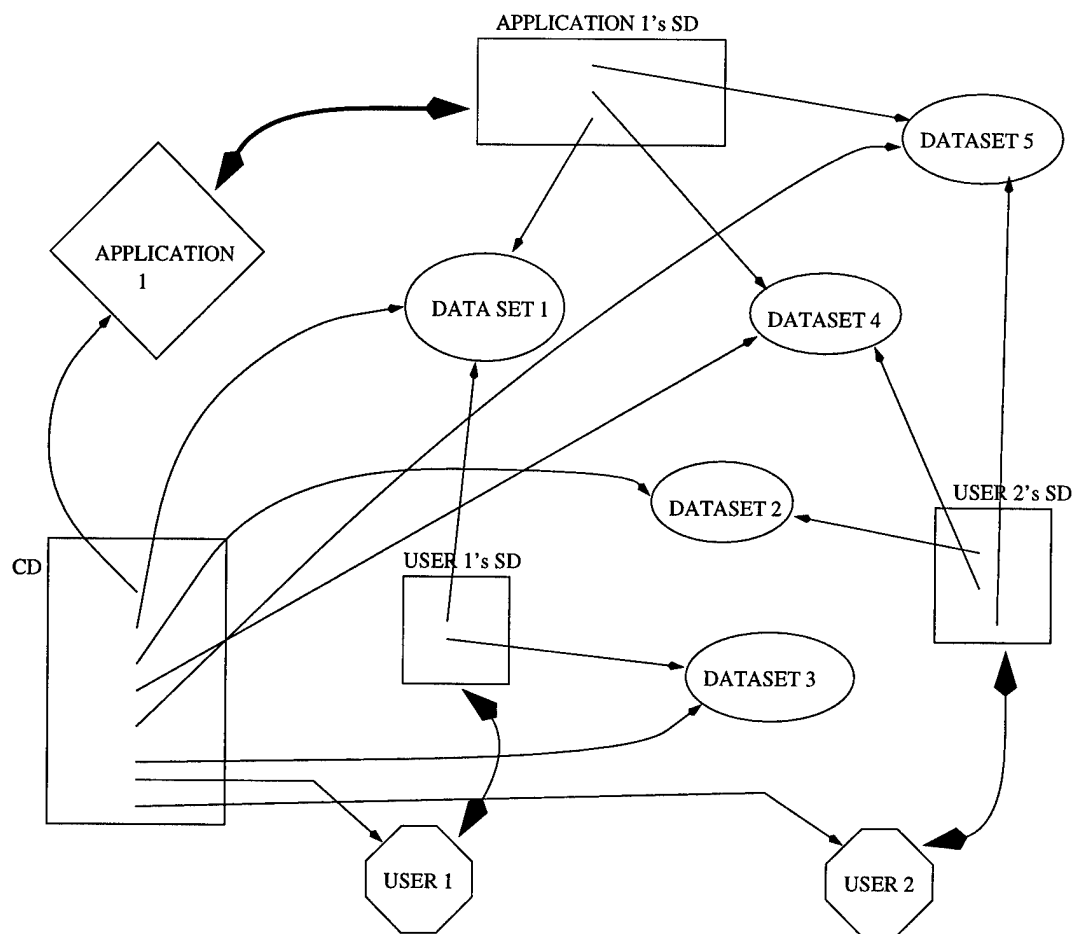 APPLICATION 1's SD
DATASET 5
APPLICATION
1
DATA SET 1
DATASET 4
DATASET 2
USER 2's SD
CD
USER 1's SD
DATASET 3
USER 1
USER 2